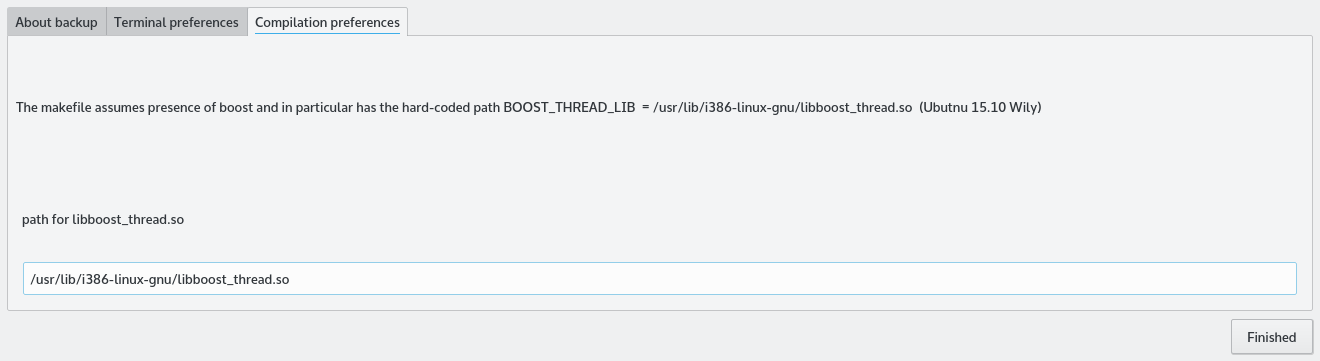 About backup Terminal preferences Compilation preferences
The makefile assumes presence of boost and in particular has the hard-coded path BOOST_THREAD_LIB  = /usr/lib/i386-linux-gnu/libboost_thread.so  (Ubutnu 15.10 Wily)
path for libboost_thread.so
/usr/lib/i386-linux-gnu/libboost_thread.so
Finished